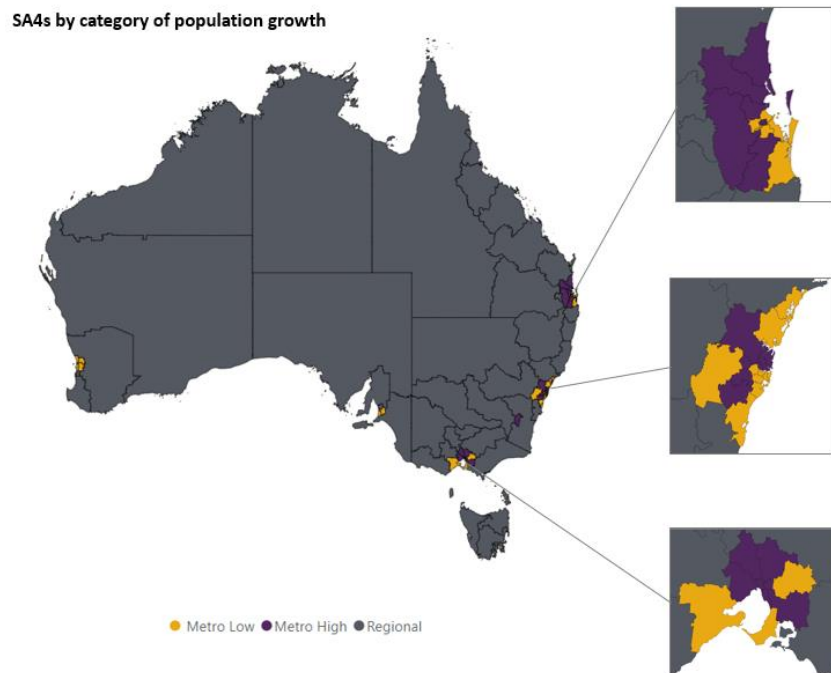 SA4s by category of population growth
Metro Low Metro High Regional